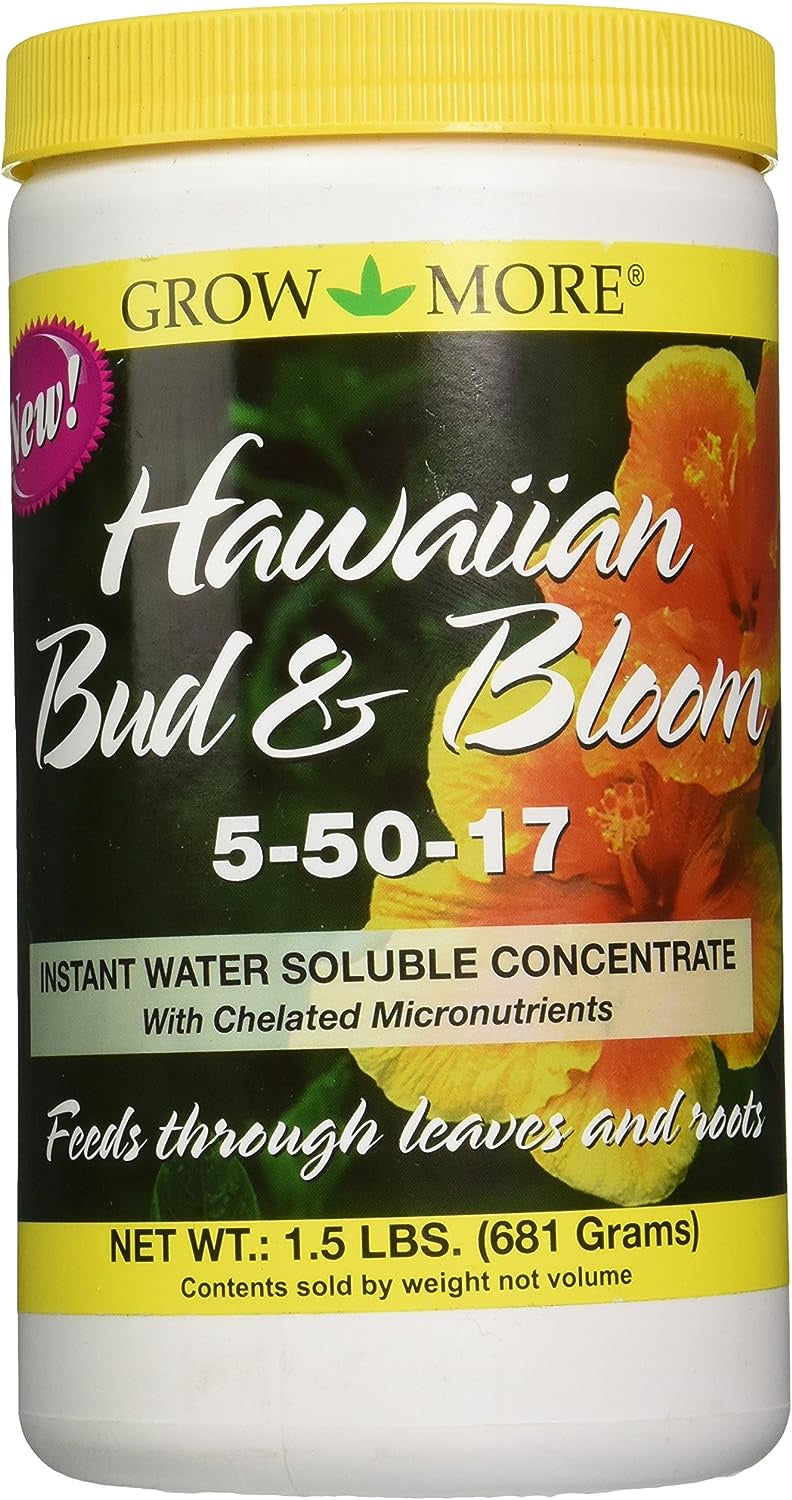 GROW MORE®
New!
Hawaiian
Bud & Bloom
5-50-17
INSTANT WATER SOLUBLE CONCENTRATE
With Chelated Micronutrients
Feeds through leaves and roots
NET WT.: 1.5 LBS. (681 Grams)
Contents sold by weight not volume